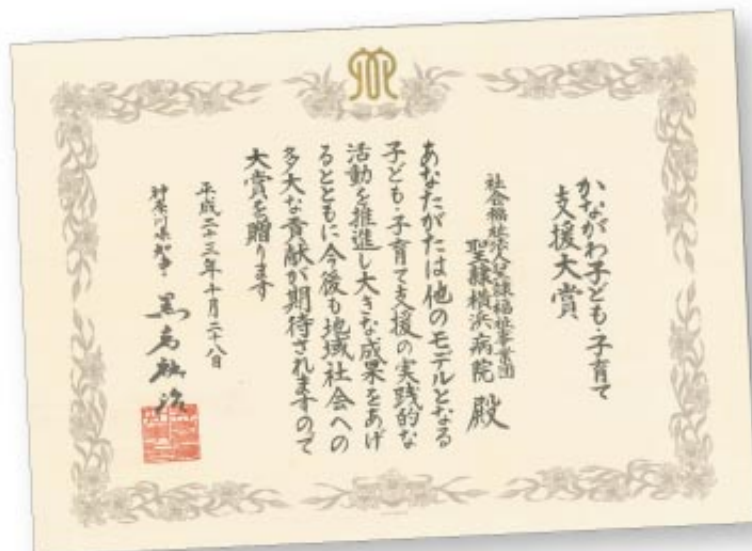 かながわ子ども・子育て
支援大賞
社会福祉法人聖隷福祉事業団
聖隷横浜病院 殿
あなたがたは他のモデルとなる
子ども・子育て支援の実践的な
活動を推進し大きな成果をあげ
るとともに今後も地域社会への
多大な貢献が期待されますので
大賞を贈ります
平成二十三年十月二十八日
神奈川県知事 黒岩祐治